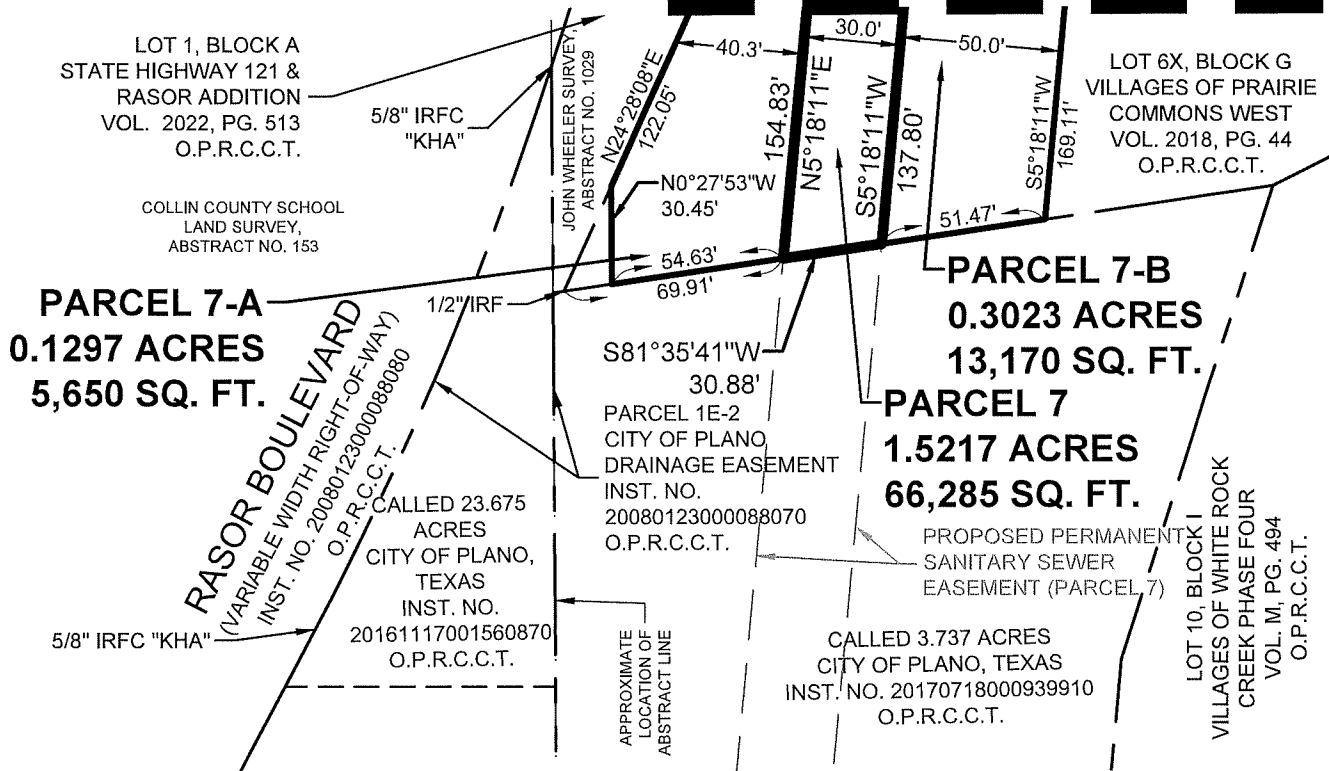 LOT 1, BLOCK A
STATE HIGHWAY 121 &
RASOR ADDITION
VOL. 2022, PG. 513
O.P.R.C.C.T.
5/8" IRFC
"KHA"
JOHN WHEELER SURVEY,
ABSTRACT NO. 1029
N24°28'08"E
122.05'
40.3'
30.0'
50.0'
154.83'
N5°18'11"E
S5°18'11"W
137.80'
S5°18'11"W
169.11'
LOT 6X, BLOCK G
VILLAGES OF PRAIRIE
COMMONS WEST
VOL. 2018, PG. 44
O.P.R.C.C.T.
COLLIN COUNTY SCHOOL
LAND SURVEY,
ABSTRACT NO. 153
N0°27'53"W
30.45'
54.63'
69.91'
51.47'
PARCEL 7-A
0.1297 ACRES
5,650 SQ. FT.
1/2" IRF
S81°35'41"W
30.88'
PARCEL 7-B
0.3023 ACRES
13,170 SQ. FT.
PARCEL 7
1.5217 ACRES
66,285 SQ. FT.
RASOR BOULEVARD
(VARIABLE WIDTH RIGHT-OF-WAY)
INST. NO. 20080123000088080
O.P.R.C.C.T.
PARCEL 1E-2
CITY OF PLANO
DRAINAGE EASEMENT
INST. NO.
20080123000088070
O.P.R.C.C.T.
CALLED 23.675
ACRES
CITY OF PLANO,
TEXAS
INST. NO.
20161117001560870
O.P.R.C.C.T.
PROPOSED PERMANENT
SANITARY SEWER
EASEMENT (PARCEL 7)
5/8" IRFC "KHA"
APPROXIMATE
LOCATION OF
ABSTRACT LINE
CALLED 3.737 ACRES
CITY OF PLANO, TEXAS
INST. NO. 20170718000939910
O.P.R.C.C.T.
LOT 10, BLOCK I
VILLAGES OF WHITE ROCK
CREEK PHASE FOUR
VOL. M, PG. 494
O.P.R.C.C.T.